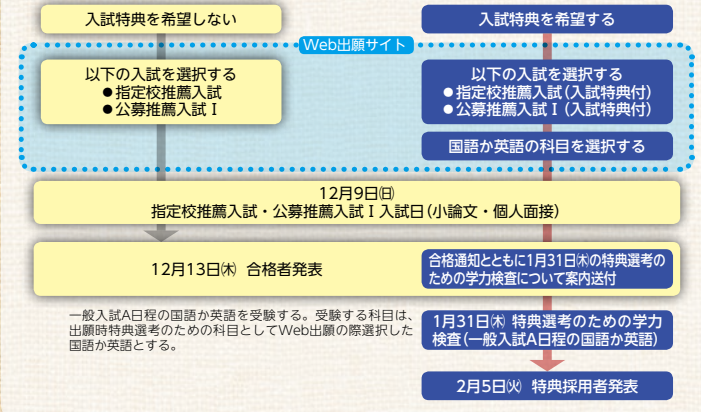 入試特典を希望しない
入試特典を希望する
Web出願サイト
以下の入試を選択する
●指定校推薦入試
●公募推薦入試Ⅰ
以下の入試を選択する
●指定校推薦入試(入試特典付)
●公募推薦入試Ⅰ(入試特典付)
国語か英語の科目を選択する
12月9日㈰
指定校推薦入試・公募推薦入試Ⅰ入試日(小論文・個人面接)
12月13日㈭ 合格者発表
合格通知とともに1月31日㈭の特典選考の
ための学力検査について案内送付
一般入試A日程の国語か英語を受験する。受験する科目は、
出願時特典選考のための科目としてWeb出願の際選択した
国語か英語とする。
1月31日㈭ 特典選考のための学力
検査(一般入試A日程の国語か英語)
2月5日㈫ 特典採用者発表